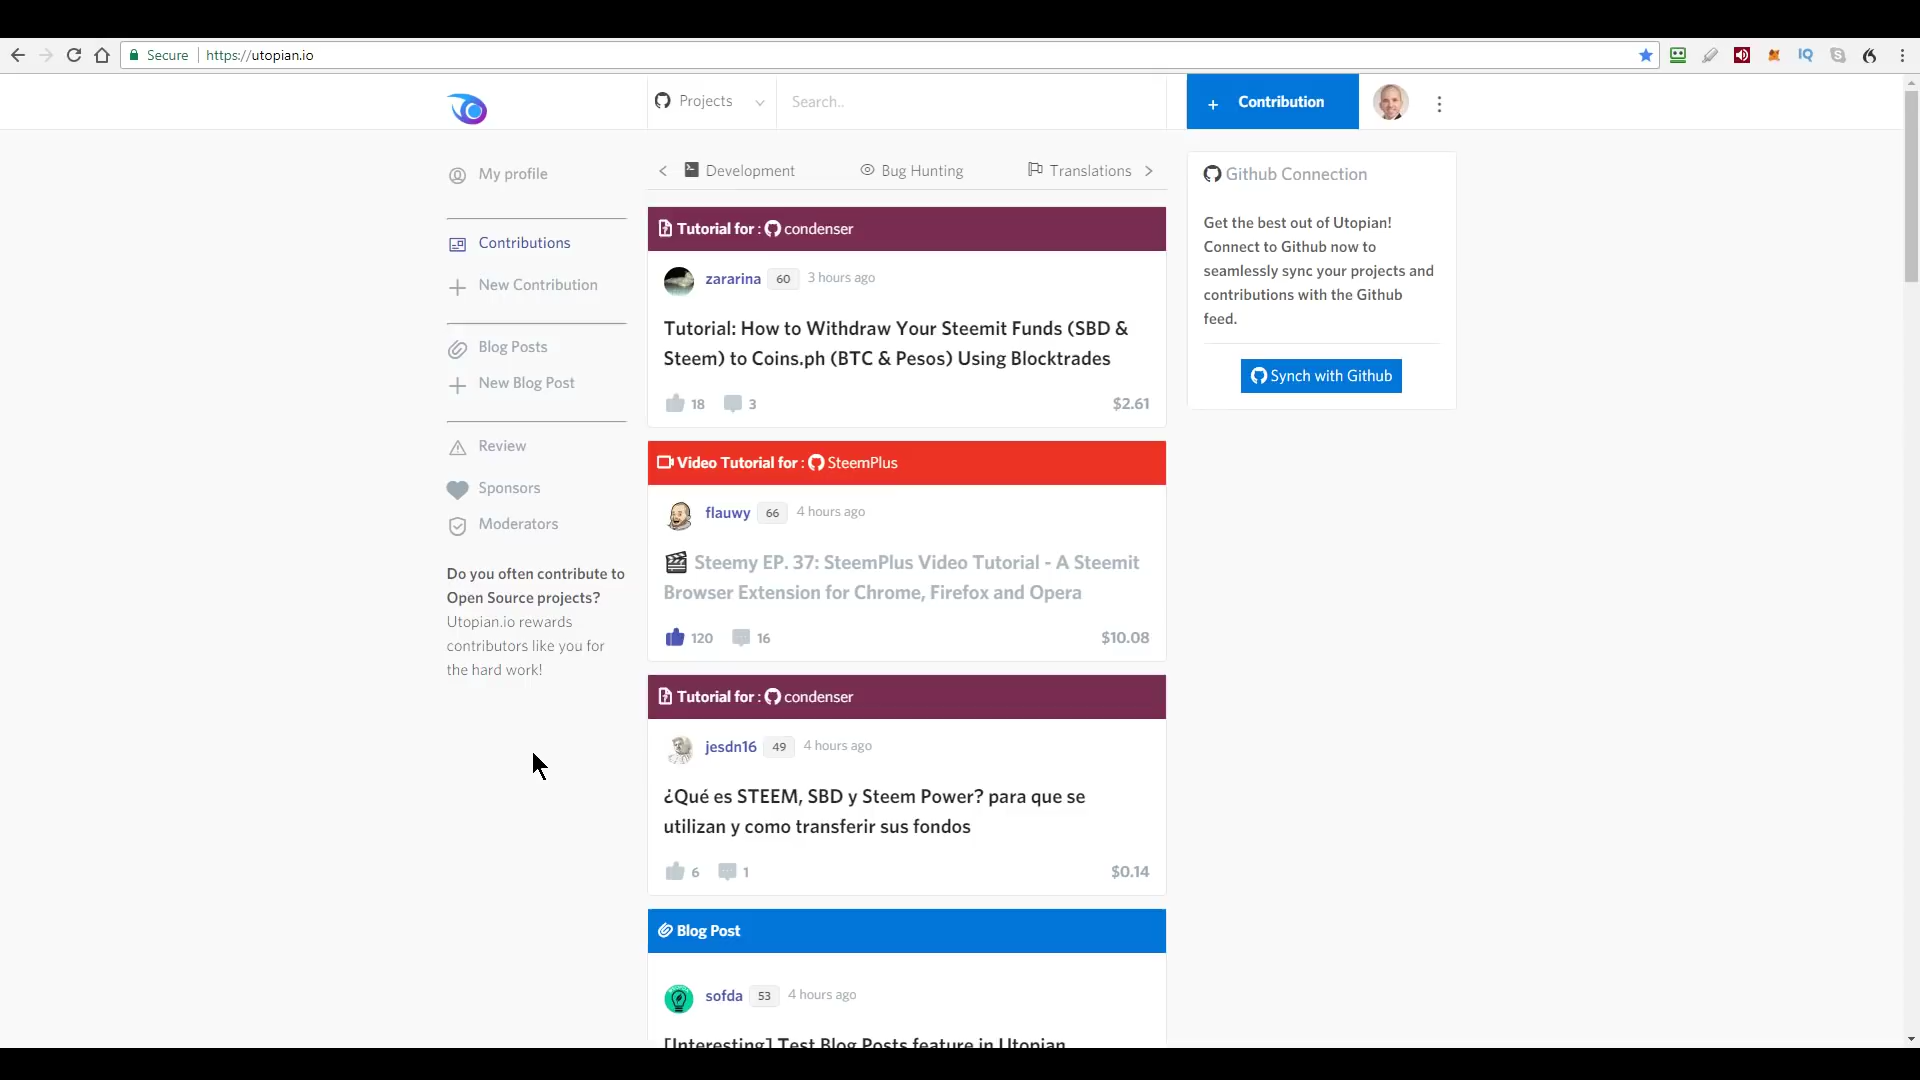 Secure
https://utopian.io
IQ
Projects
Search..
+ Contribution
My profile
Contributions
New Contribution
Blog Posts
New Blog Post
Review
Sponsors
Moderators
Do you often contribute to
Open Source projects?
Utopian.io rewards
contributors like you for
the hard work!
Development
Bug Hunting
Translations
Tutorial for : condenser
zararina 60 3 hours ago
Tutorial: How to Withdraw Your Steemit Funds (SBD &
Steem) to Coins.ph (BTC & Pesos) Using Blocktrades
18 3 $2.61
Video Tutorial for : SteemPlus
flauwy 66 4 hours ago
🎬 Steemy EP. 37: SteemPlus Video Tutorial - A Steemit
Browser Extension for Chrome, Firefox and Opera
120 16 $10.08
Tutorial for : condenser
jesdn16 49 4 hours ago
¿Qué es STEEM, SBD y Steem Power? para que se
utilizan y como transferir sus fondos
6 1 $0.14
Blog Post
sofda 53 4 hours ago
[Interesting] Test Blog Posts feature in Utopian
Github Connection
Get the best out of Utopian!
Connect to Github now to
seamlessly sync your projects and
contributions with the Github
feed.
Synch with Github